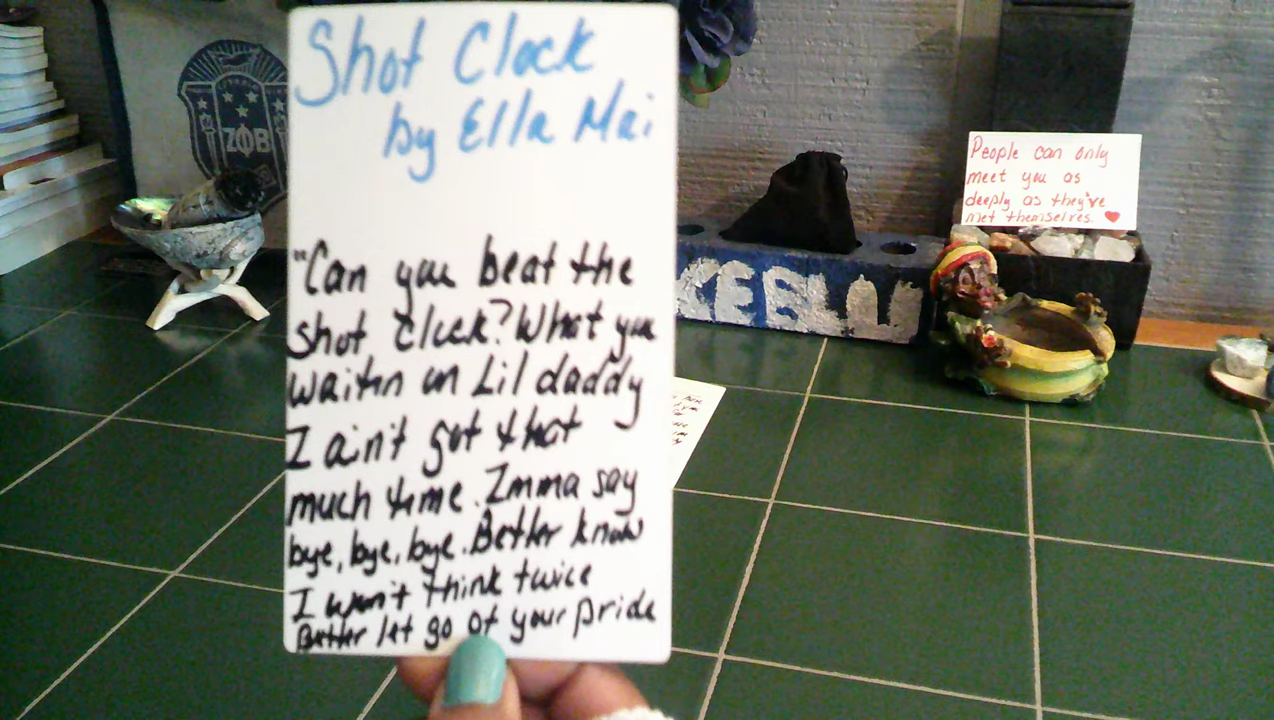 Shot Clock
by Ella Mai
"Can you beat the
shot clock? What you
waitin on Lil daddy
I ain't got that
much time. Imma say
bye, bye, bye. Better know
I won't think twice
Better let go of your pride
ΖΦΒ
People can only
meet you as
deeply as they've
met themselves. ♥